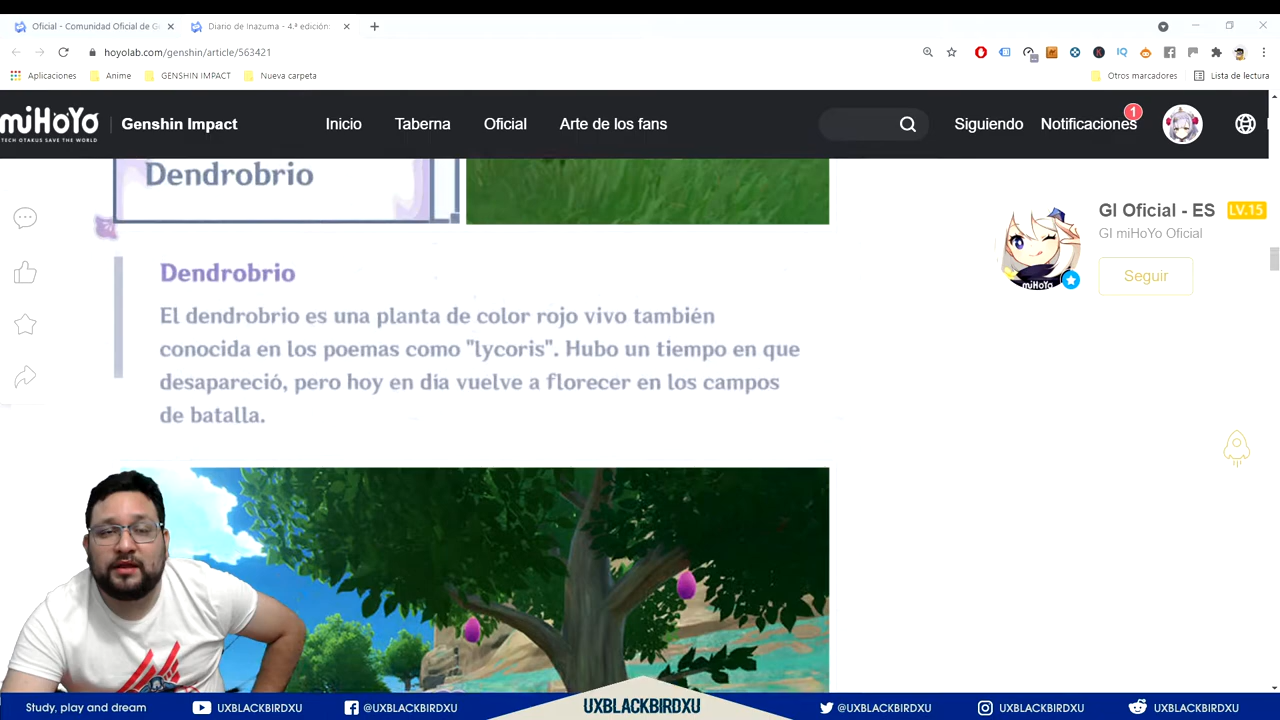 Oficial - Comunidad Oficial de G
Diario de Inazuma - 4.ª edición:
hoyolab.com/genshin/article/563421
Aplicaciones
Anime
GENSHIN IMPACT
Nueva carpeta
Otros marcadores
Lista de lectura
miHoYo
TECH OTAKUS SAVE THE WORLD
Genshin Impact
Inicio
Taberna
Oficial
Arte de los fans
Siguiendo
Notificaciones
1
Dendrobrio
GI Oficial - ES
LV.15
GI miHoYo Oficial
Seguir
miHoYo
Dendrobrio
El dendrobrio es una planta de color rojo vivo también
conocida en los poemas como "lycoris". Hubo un tiempo en que
desapareció, pero hoy en día vuelve a florecer en los campos
de batalla.
Study, play and dream
UXBLACKBIRDXU
@UXBLACKBIRDXU
UXBLACKBIRDXU
@UXBLACKBIRDXU
UXBLACKBIRDXU
UXBLACKBIRDXU